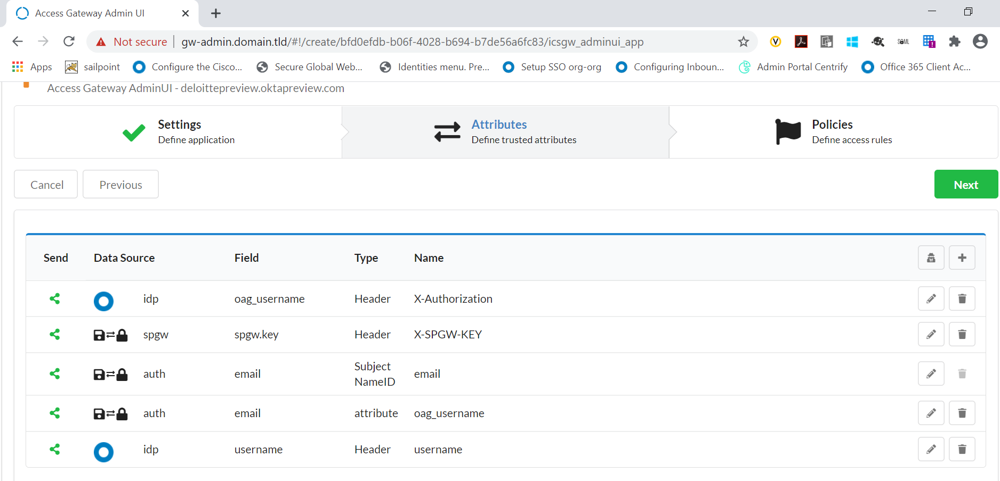 Access Gateway Admin UI
Not secure gw-admin.domain.tld/#!/create/bfd0efdb-b06f-4028-b694-b7de56a6fc83/icsgw_adminui_app
Apps sailpoint Configure the Cisco... Secure Global Web... Identities menu. Pre... Setup SSO org-org Configuring Inboun... Admin Portal Centrify Office 365 Client Ac...
Access Gateway AdminUI - deloittepreview.oktapreview.com
Settings
Define application
Attributes
Define trusted attributes
Policies
Define access rules
Cancel Previous Next
Send Data Source Field Type Name
idp oag_username Header X-Authorization
spgw spgw.key Header X-SPGW-KEY
auth email Subject NameID email
auth email attribute oag_username
idp username Header username